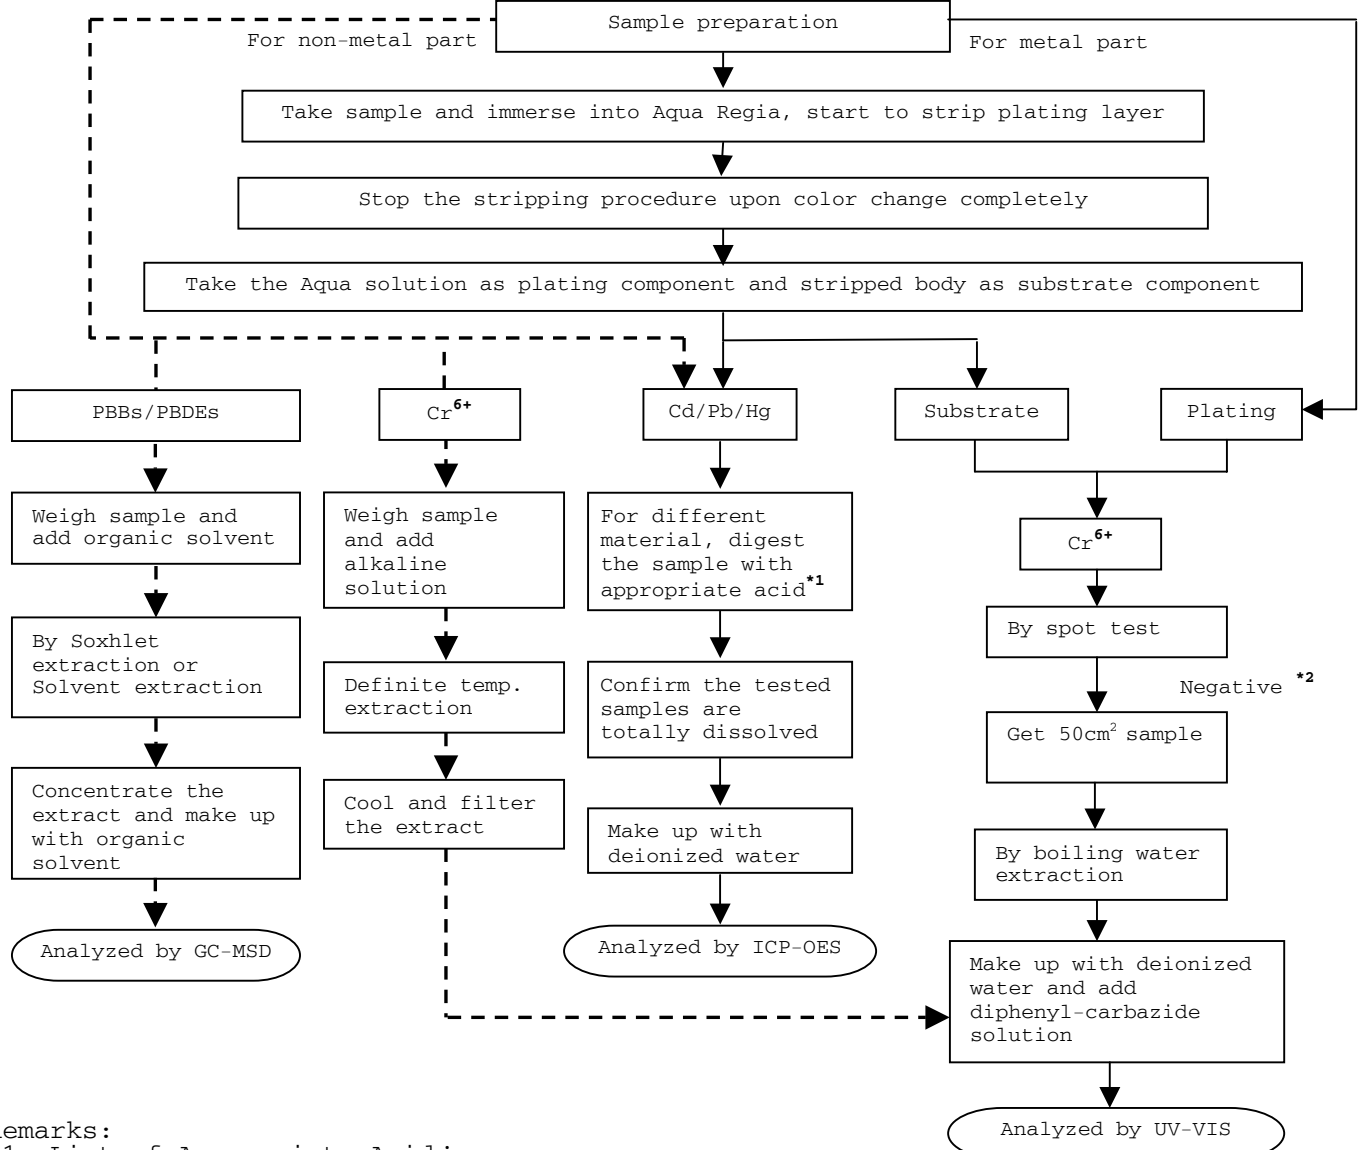 Sample preparation
For non-metal part
For metal part
Take sample and immerse into Aqua Regia, start to strip plating layer
Stop the stripping procedure upon color change completely
Take the Aqua solution as plating component and stripped body as substrate component
PBBs/PBDEs
Cr6+
Cd/Pb/Hg
Substrate
Plating
Weigh sample and
add organic solvent
By Soxhlet
extraction or
Solvent extraction
Concentrate the
extract and make up
with organic
solvent
Analyzed by GC-MSD
Weigh sample
and add
alkaline
solution
Definite temp.
extraction
Cool and filter
the extract
For different
material, digest
the sample with
appropriate acid*1
Confirm the tested
samples are
totally dissolved
Make up with
deionized water
Analyzed by ICP-OES
Cr6+
By spot test
Negative *2
Get 50cm2 sample
By boiling water
extraction
Make up with deionized
water and add
diphenyl-carbazide
solution
Analyzed by UV-VIS
emarks: